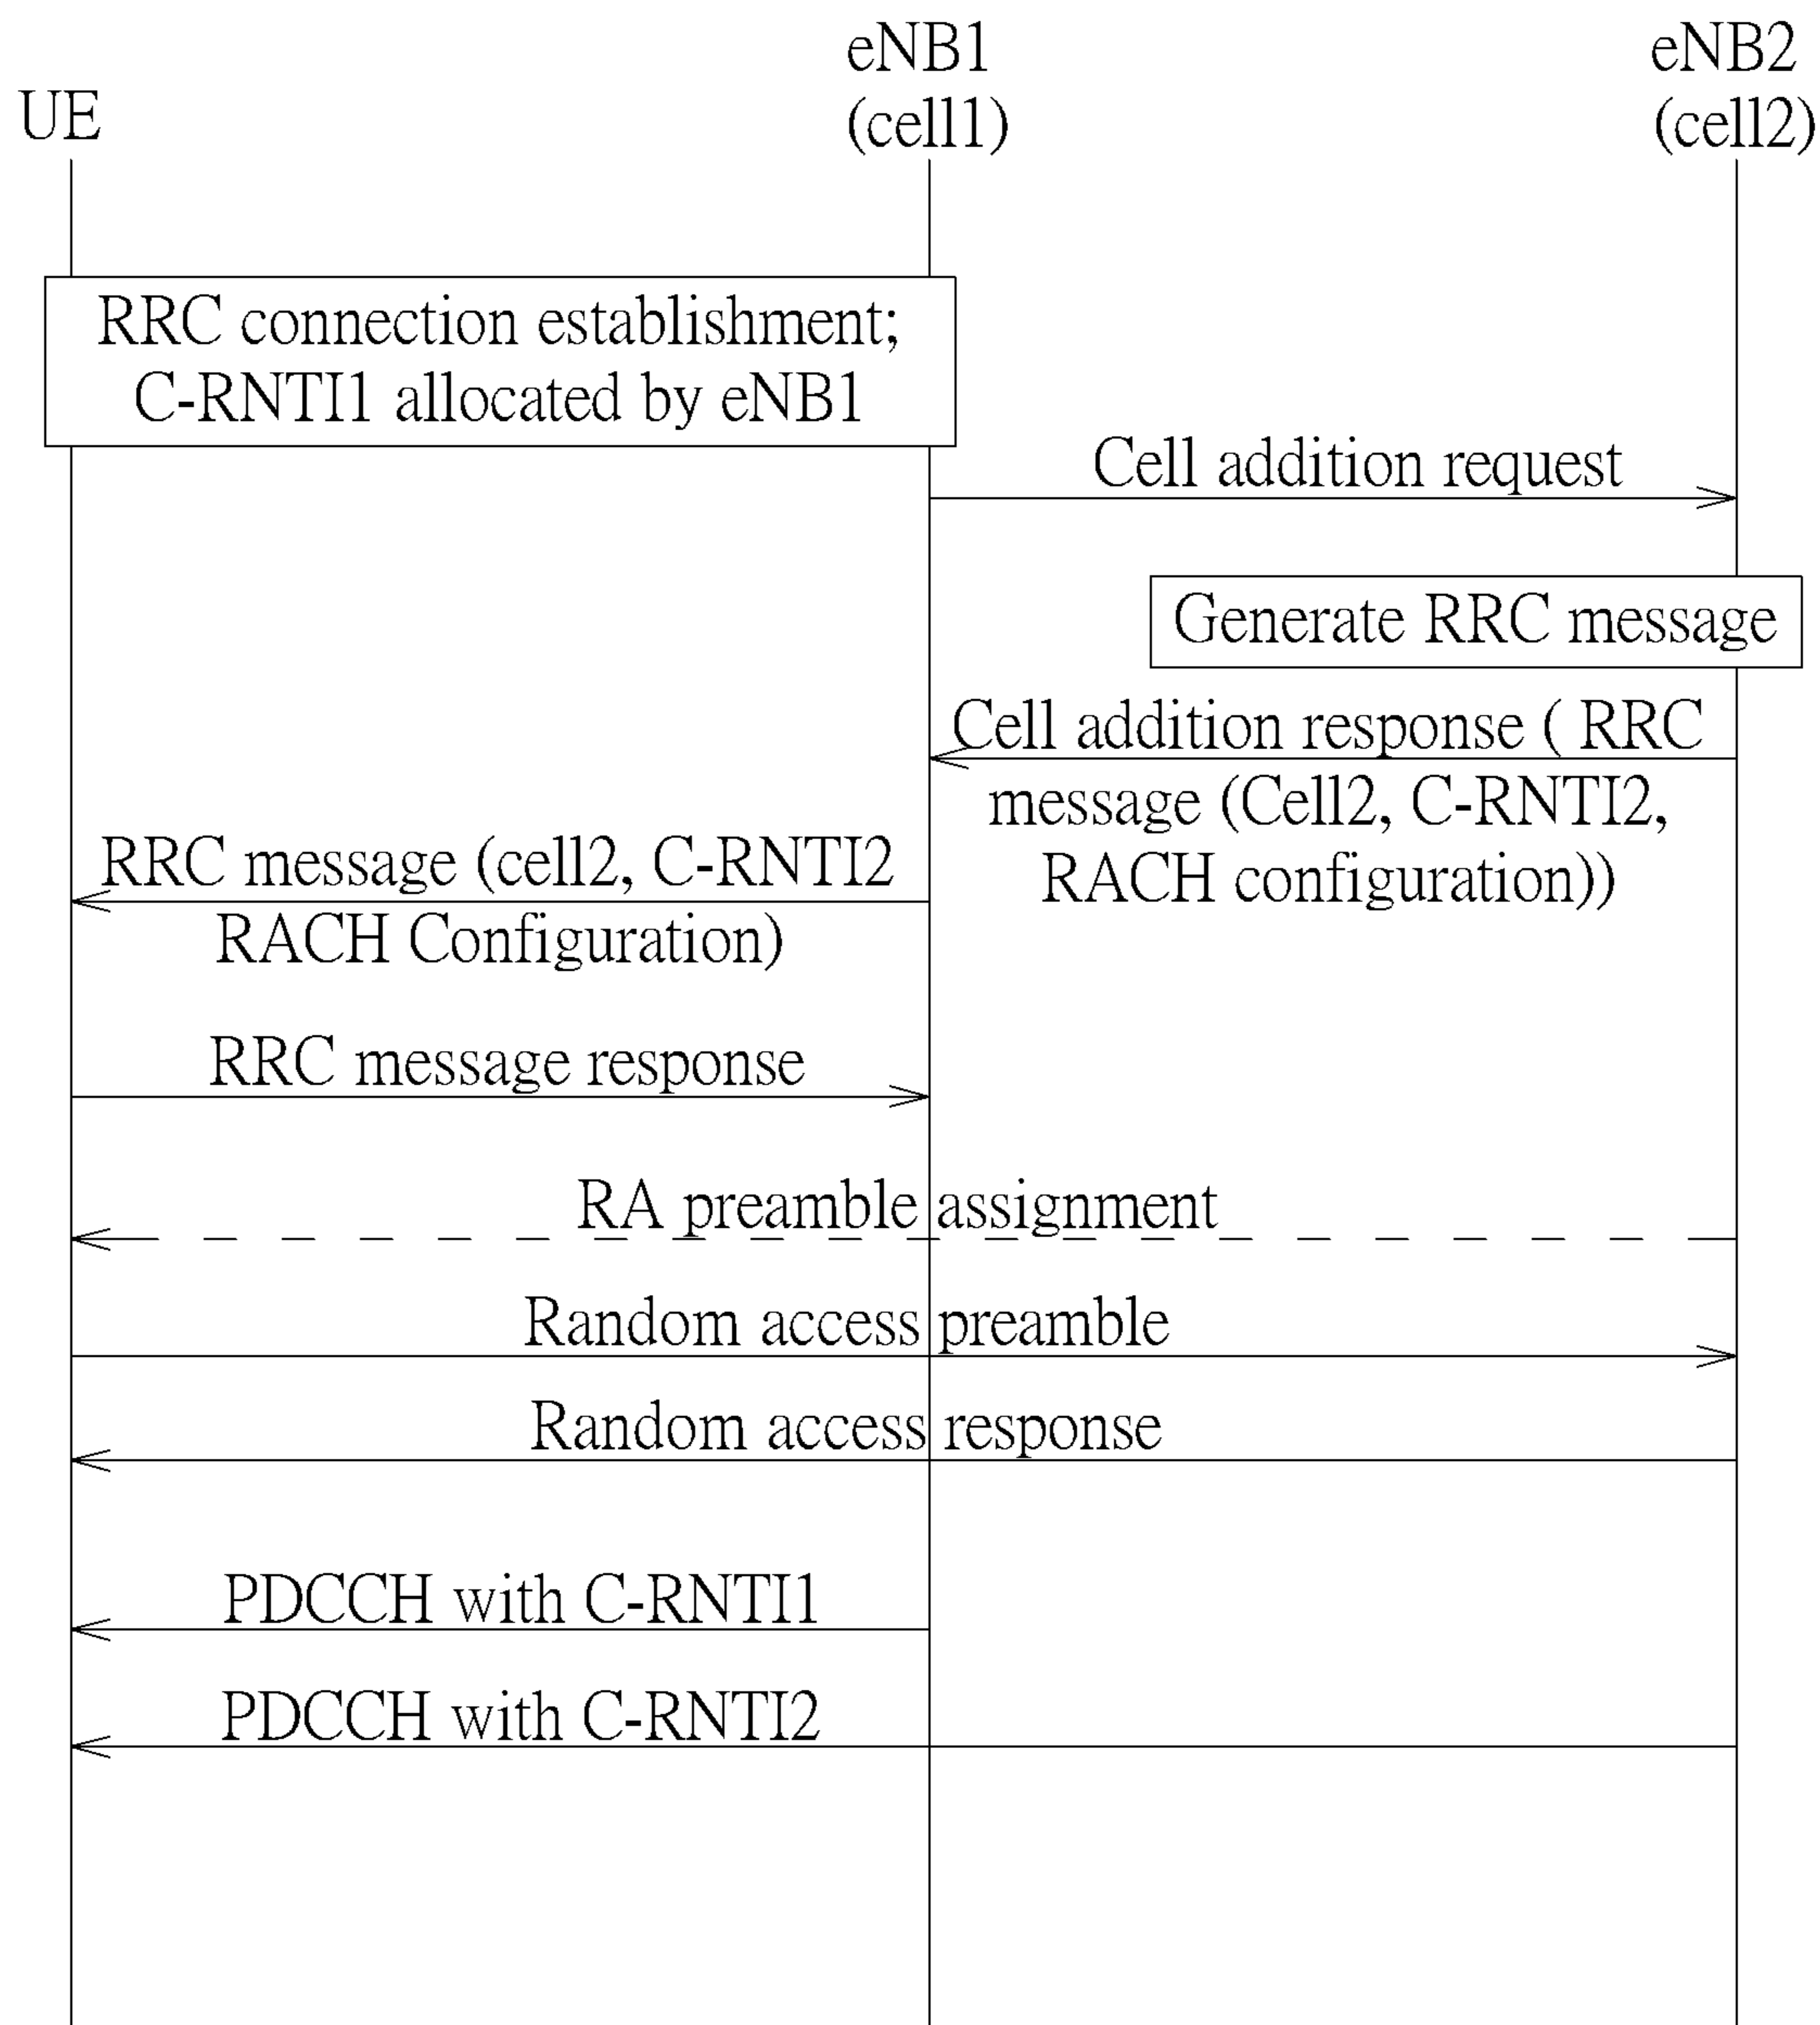 UE
eNB1
(cell1)
eNB2
(cell2)
RRC connection establishment;
C-RNTI1 allocated by eNB1
Cell addition request
Generate RRC message
Cell addition response ( RRC
message (Cell2, C-RNTI2,
RACH configuration))
RRC message (cell2, C-RNTI2
RACH Configuration)
RRC message response
RA preamble assignment
Random access preamble
Random access response
PDCCH with C-RNTI1
PDCCH with C-RNTI2